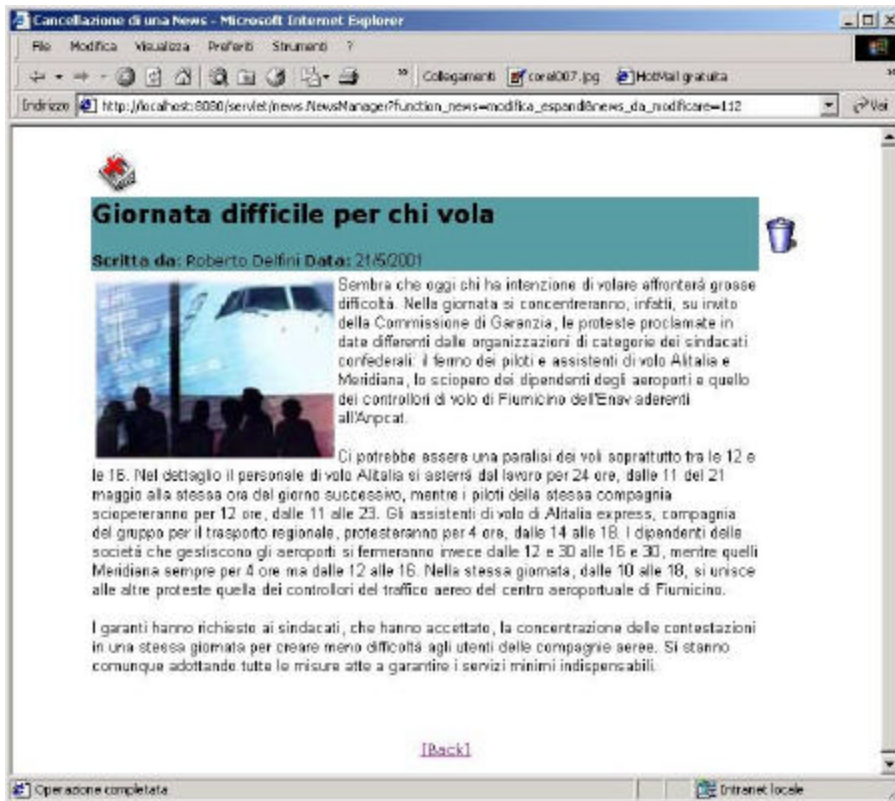 Cancellazione di una News - Microsoft Internet Explorer
File Modifica Visualizza Preferiti Strumenti ?
» Collegamenti corel007.jpg HotMail gratuita »
Indirizzo http://localhost:8080/servlet/news.NewsManager?function_news=modifica_espand&news_da_modificare=112 Vai
Giornata difficile per chi vola
Scritta da: Roberto Delfini Data: 21/5/2001
Sembra che oggi chi ha intenzione di volare affronterà grosse
difficoltà. Nella giornata si concentreranno, infatti, su invito
della Commissione di Garanzia, le proteste proclamate in
date differenti dalle organizzazioni di categorie dei sindacati
confederali: il fermo dei piloti e assistenti di volo Alitalia e
Meridiana, lo sciopero dei dipendenti degli aeroporti e quello
dei controllori di volo di Fiumicino dell'Enav aderenti
all'Anpcat.
Ci potrebbe essere una paralisi dei voli soprattutto tra le 12 e
le 16. Nel dettaglio il personale di volo Alitalia si asterrà dal lavoro per 24 ore, dalle 11 del 21
maggio alla stessa ora del giorno successivo, mentre i piloti della stessa compagnia
sciopereranno per 12 ore, dalle 11 alle 23. Gli assistenti di volo di Alitalia express, compagnia
del gruppo per il trasporto regionale, protesteranno per 4 ore, dalle 14 alle 18. I dipendenti delle
società che gestiscono gli aeroporti si fermeranno invece dalle 12 e 30 alle 16 e 30, mentre quelli
Meridiana sempre per 4 ore ma dalle 12 alle 16. Nella stessa giornata, dalle 10 alle 18, si unisce
alle altre proteste quella dei controllori del traffico aereo del centro aeroportuale di Fiumicino.
I garanti hanno richiesto ai sindacati, che hanno accettato, la concentrazione delle contestazioni
in una stessa giornata per creare meno difficoltà agli utenti delle compagnie aeree. Si stanno
comunque adottando tutte le misure atte a garantire i servizi minimi indispensabili.
[Back]
Operazione completata Intranet locale